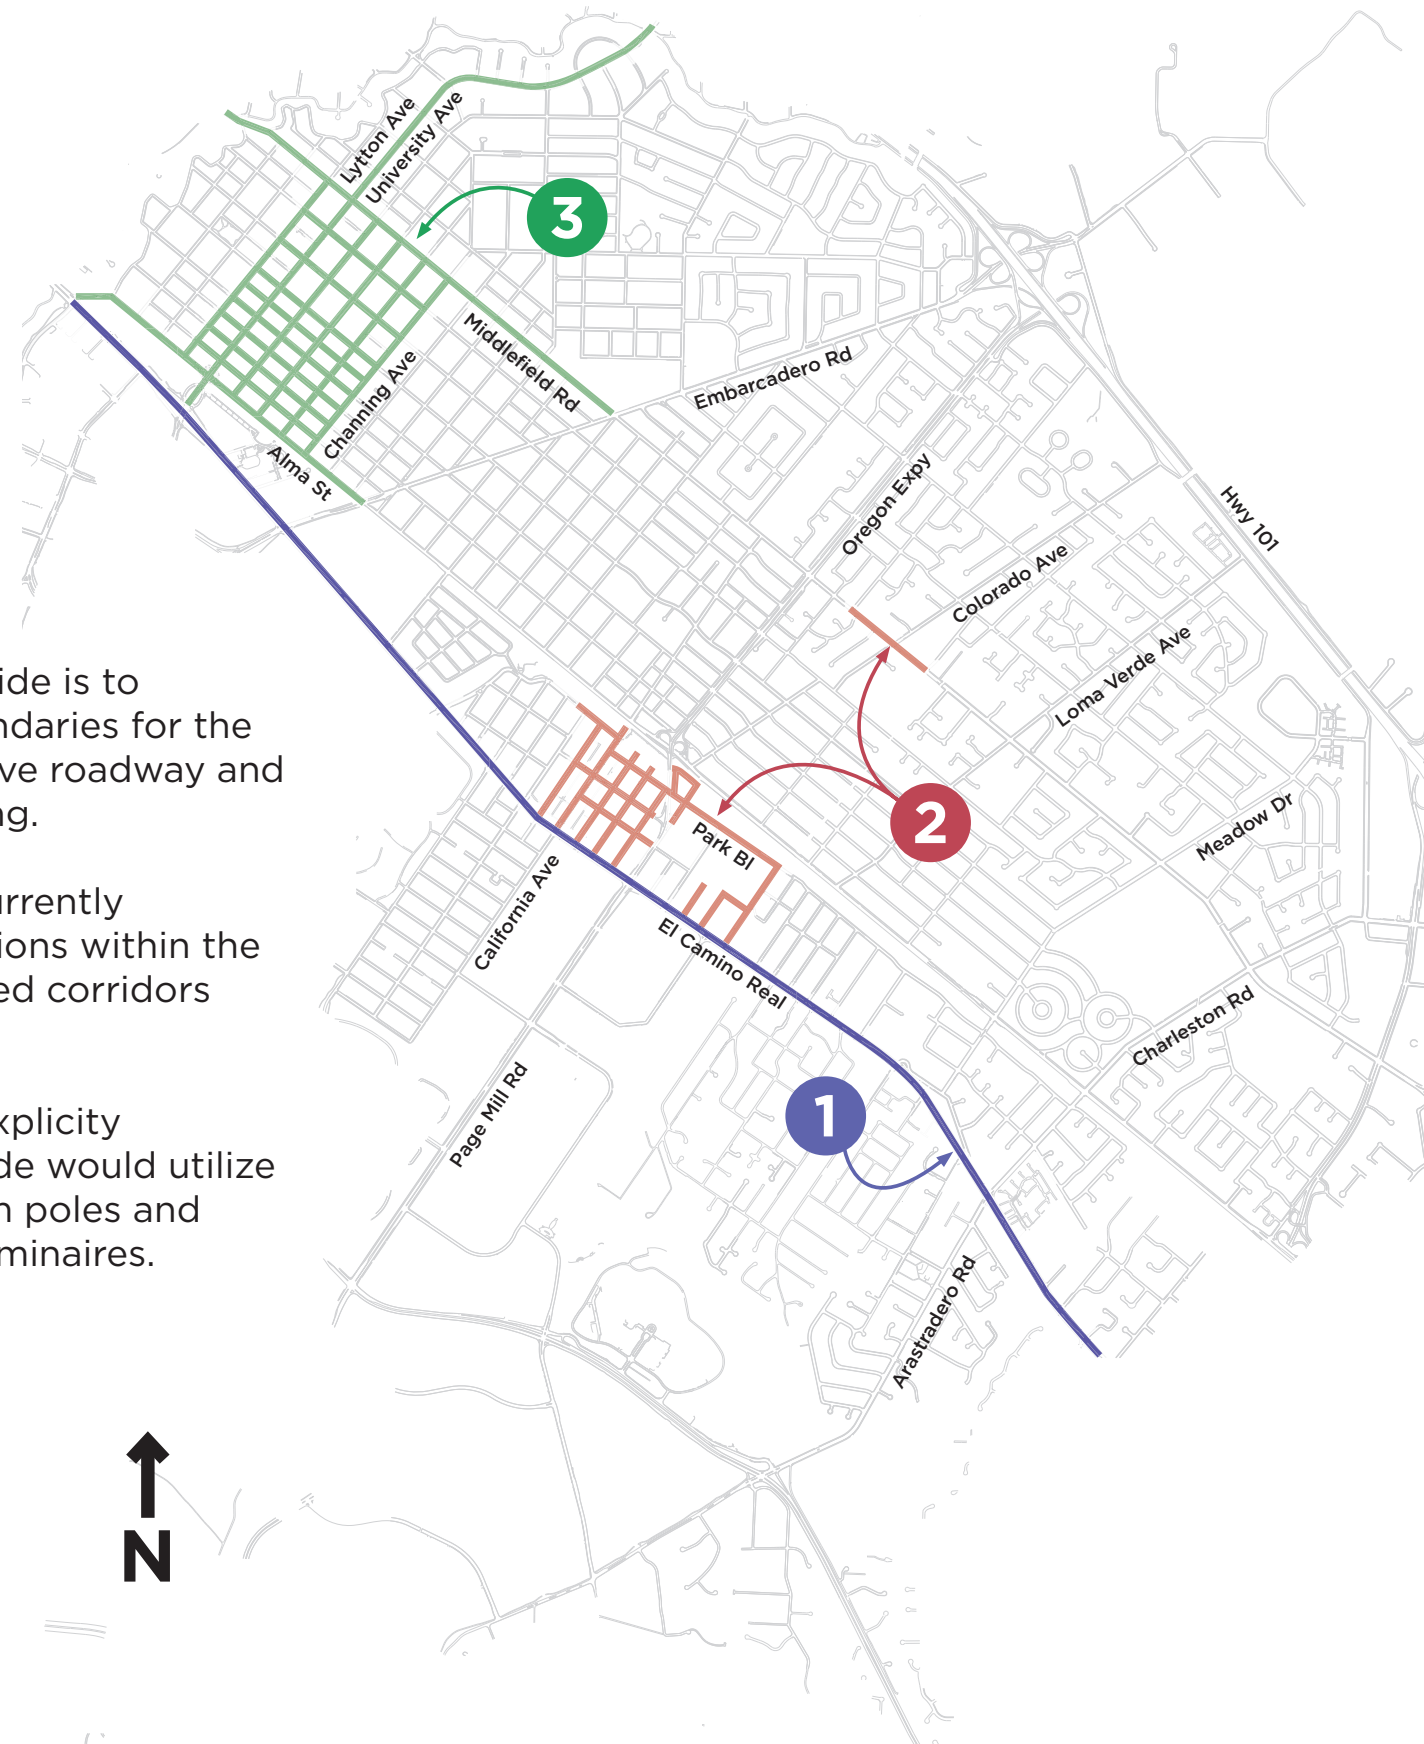 Lytton Ave
University Ave
3
Middlefield Rd
Channing Ave
Embarcadero Rd
Alma St
Oregon Expy
Hwy 101
Colorado Ave
Loma Verde Ave
ide is to
ndaries for the
ve roadway and
ng.
2
Park Bl
Meadow Dr
California Ave
urrently
tions within the
ed corridors
El Camino Real
Charleston Rd
Page Mill Rd
1
xplicity
de would utilize
n poles and
minaires.
Arastradero Rd
N